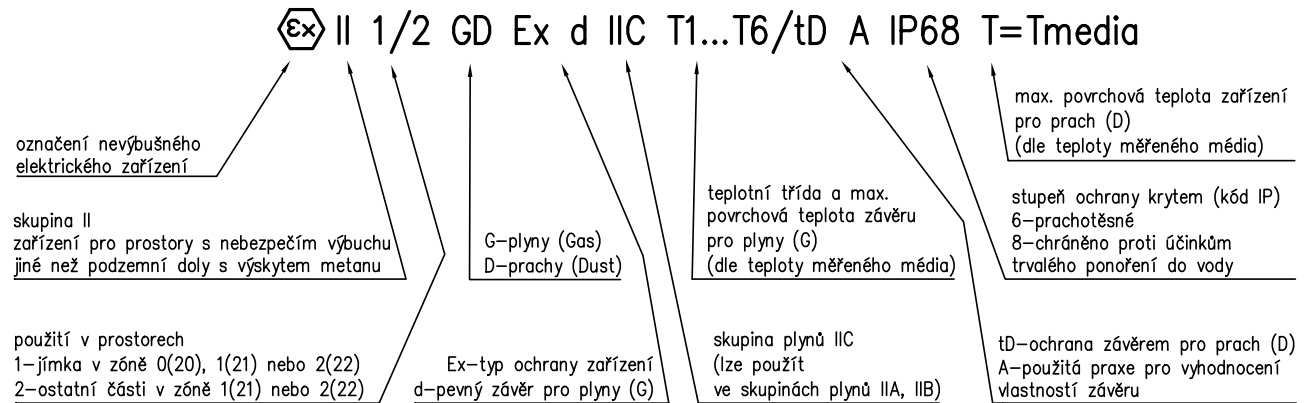 εx II 1/2 GD Ex d IIC T1...T6/tD A IP68 T=Tmedia
označení nevýbušného
elektrického zařízení
skupina II
zařízení pro prostory s nebezpečím výbuchu
jiné než podzemní doly s výskytem metanu
použití v prostorech
1–jímka v zóně 0(20), 1(21) nebo 2(22)
2–ostatní části v zóně 1(21) nebo 2(22)
G–plyny (Gas)
D–prachy (Dust)
Ex–typ ochrany zařízení
d–pevný závěr pro plyny (G)
teplotní třída a max.
povrchová teplota závěru
pro plyny (G)
(dle teploty měřeného média)
skupina plynů IIC
(lze použít
ve skupinách plynů IIA, IIB)
max. povrchová teplota zařízení
pro prach (D)
(dle teploty měřeného média)
stupeň ochrany krytem (kód IP)
6–prachotěsné
8–chráněno proti účinkům
trvalého ponoření do vody
tD–ochrana závěrem pro prach (D)
A–použitá praxe pro vyhodnocení
vlastností závěru